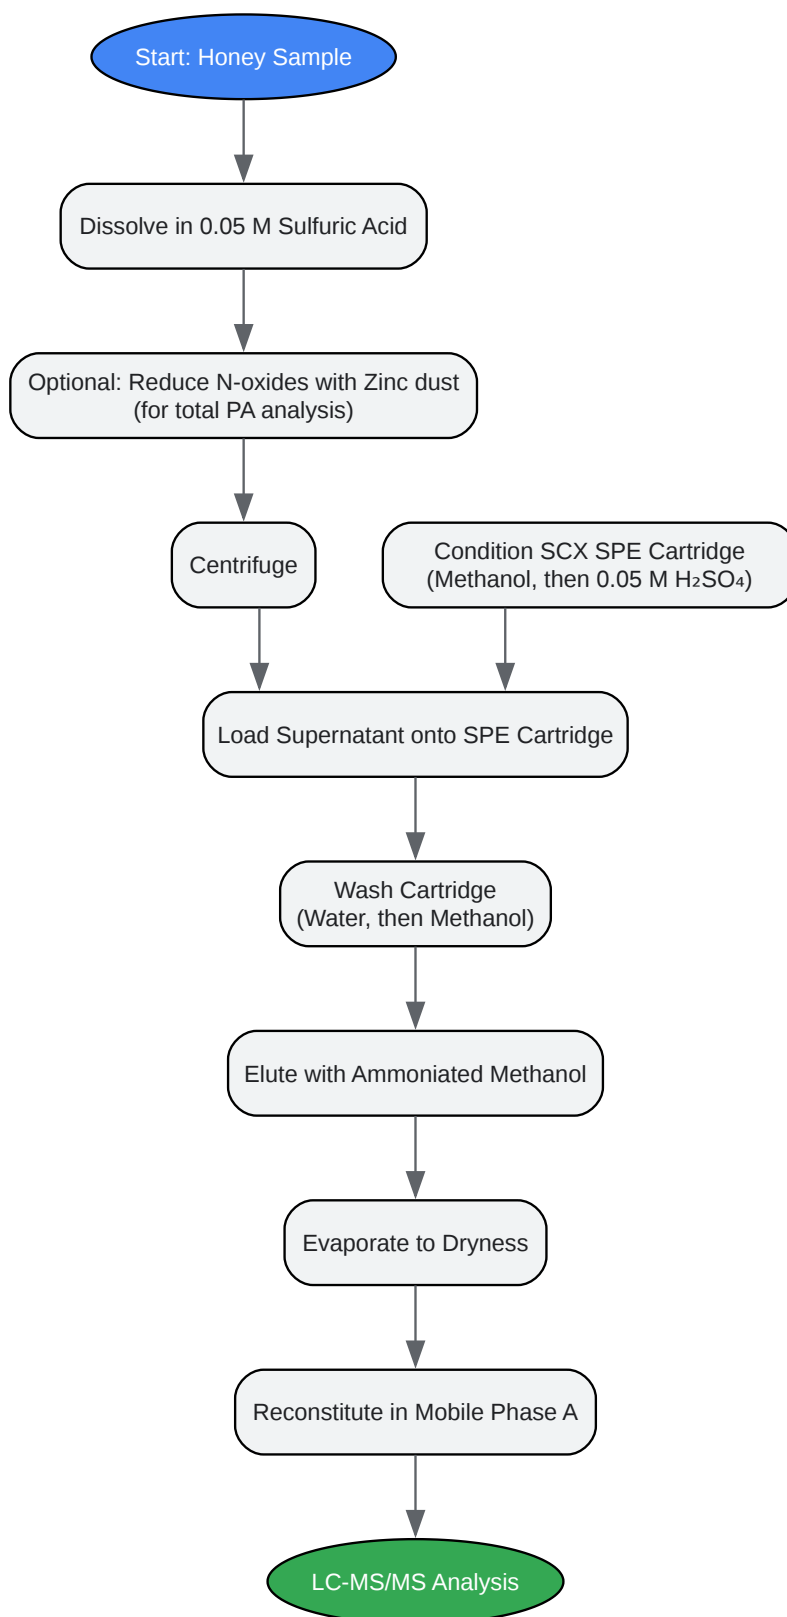 Start: Honey Sample
Dissolve in 0.05 M Sulfuric Acid
Optional: Reduce N-oxides with Zinc dust
(for total PA analysis)
Centrifuge
Condition SCX SPE Cartridge
(Methanol, then 0.05 M H₂SO₄)
Load Supernatant onto SPE Cartridge
Wash Cartridge
(Water, then Methanol)
Elute with Ammoniated Methanol
Evaporate to Dryness
Reconstitute in Mobile Phase A
LC-MS/MS Analysis